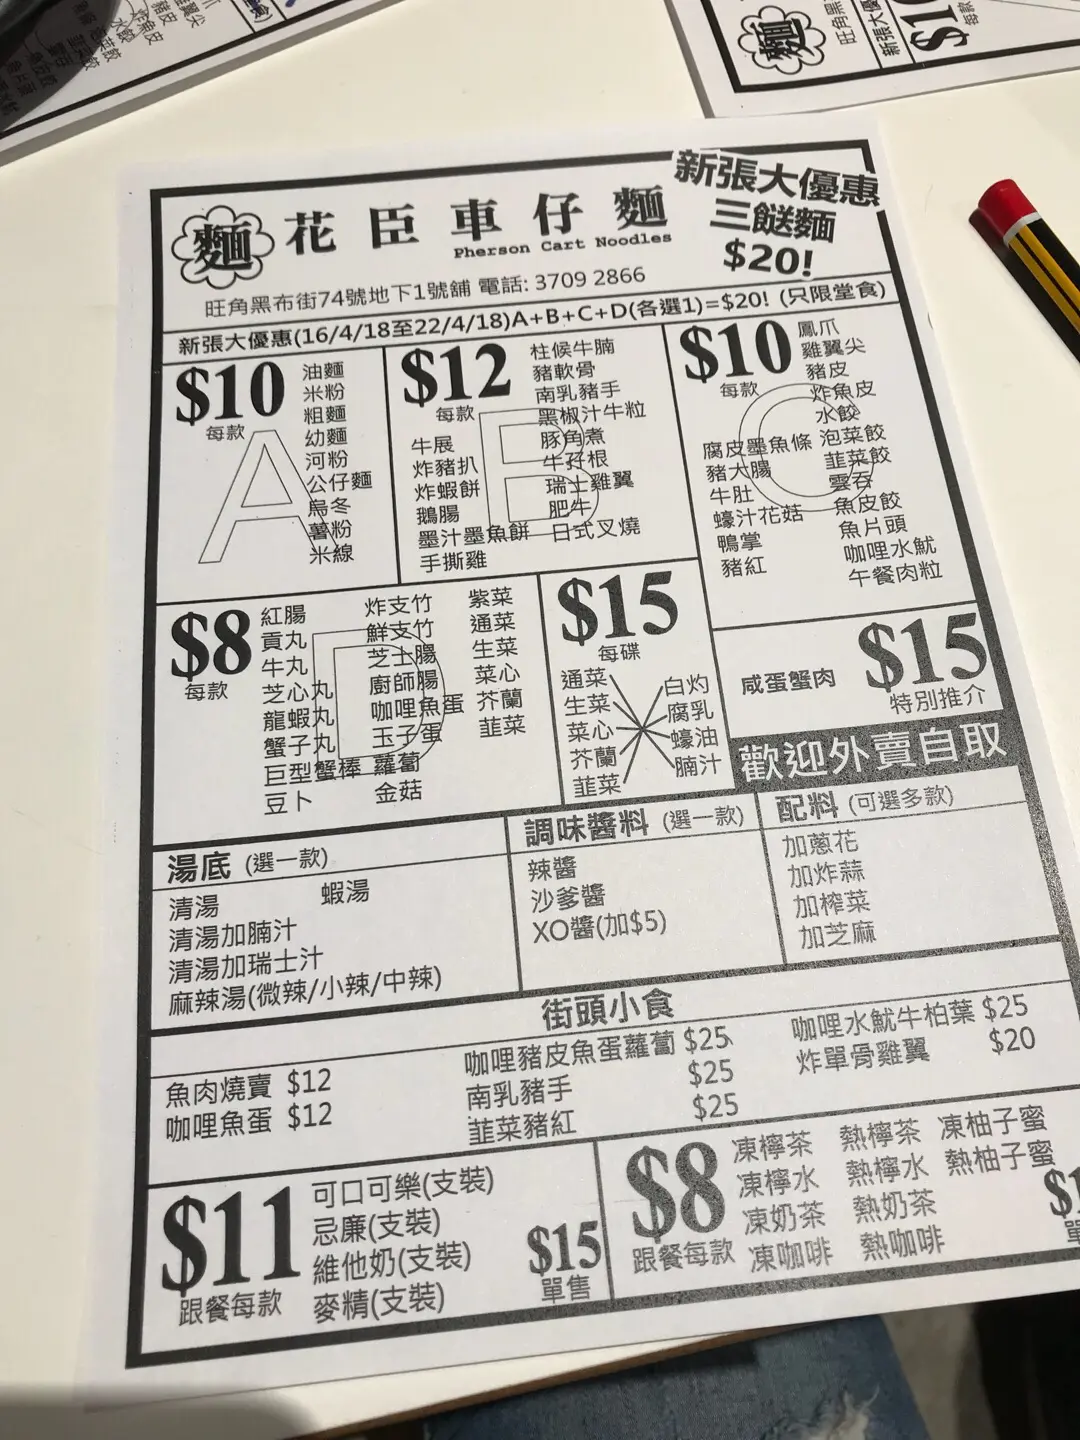 麵
花臣車仔麵
Pherson Cart Noodles
新張大優惠
三餸麵
$20!
旺角黑布街74號地下1號舖 電話: 3709 2866
新張大優惠(16/4/18至22/4/18)A+B+C+D(各選1)=$20! (只限堂食)
$10
每款
A
油麵
米粉
粗麵
幼麵
河粉
公仔麵
烏冬
薯粉
米線
$12
每款
B
牛展
炸豬扒
炸蝦餅
鵝腸
墨汁墨魚餅
手撕雞
柱候牛腩
豬軟骨
南乳豬手
黑椒汁牛粒
豚角煮
牛孖根
瑞士雞翼
肥牛
日式叉燒
$10
每款
C
腐皮墨魚條
豬大腸
牛肚
蠔汁花菇
鴨掌
豬紅
鳳爪
雞翼尖
豬皮
炸魚皮
水餃
泡菜餃
韮菜餃
雲吞
魚皮餃
魚片頭
咖哩水魷
午餐肉粒
$8
每款
D
紅腸
貢丸
牛丸
芝心丸
龍蝦丸
蟹子丸
巨型蟹棒
豆卜
炸支竹
鮮支竹
芝士腸
廚師腸
咖哩魚蛋
玉子蛋
蘿蔔
金菇
紫菜
通菜
生菜
菜心
芥蘭
韮菜
$15
每碟
通菜
生菜
菜心
芥蘭
韮菜
白灼
腐乳
蠔油
腩汁
咸蛋蟹肉
$15
特別推介
歡迎外賣自取
湯底 (選一款)
清湯 蝦湯
清湯加腩汁
清湯加瑞士汁
麻辣湯(微辣/小辣/中辣)
調味醬料 (選一款)
辣醬
沙爹醬
XO醬(加$5)
配料 (可選多款)
加蔥花
加炸蒜
加榨菜
加芝麻
街頭小食
魚肉燒賣 $12
咖哩魚蛋 $12
咖哩豬皮魚蛋蘿蔔 $25
南乳豬手 $25
韮菜豬紅 $25
咖哩水魷牛柏葉 $25
炸單骨雞翼 $20
$11
跟餐每款
可口可樂(支裝)
忌廉(支裝)
維他奶(支裝)
麥精(支裝)
$15
單售
$8
跟餐每款
凍檸茶 熱檸茶 凍柚子蜜
凍檸水 熱檸水 熱柚子蜜
凍奶茶 熱奶茶
凍咖啡 熱咖啡